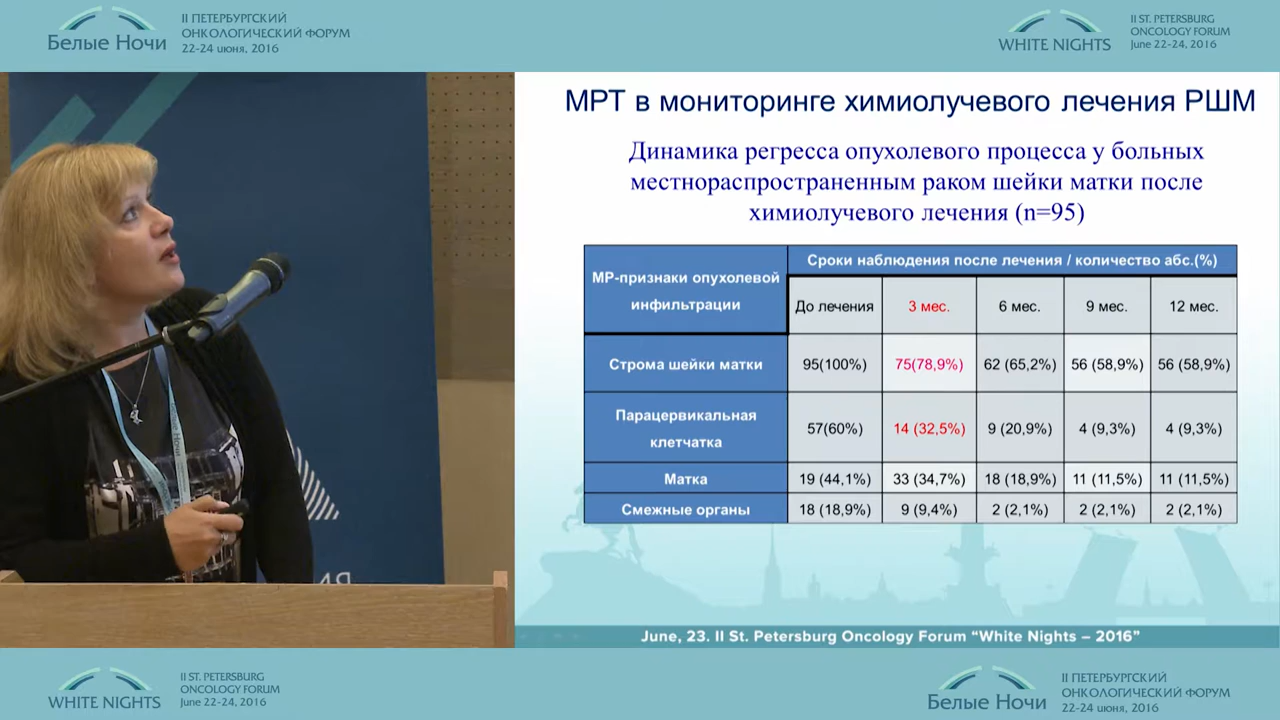 Белые Ночи
II ПЕТЕРБУРГСКИЙ
ОНКОЛОГИЧЕСКИЙ ФОРУМ
22-24 июня, 2016
WHITE NIGHTS
II ST. PETERSBURG
ONCOLOGY FORUM
June 22-24, 2016
МРТ в мониторинге химиолучевого лечения РШМ
Динамика регресса опухолевого процесса у больных
местнораспространенным раком шейки матки после
химиолучевого лечения (n=95)
МР-признаки опухолевой
инфильтрации
Сроки наблюдения после лечения / количество абс.(%)
До лечения 3 мес. 6 мес. 9 мес. 12 мес.
Строма шейки матки 95(100%) 75(78,9%) 62 (65,2%) 56 (58,9%) 56 (58,9%)
Парацервикальная
клетчатка
57(60%) 14 (32,5%) 9 (20,9%) 4 (9,3%) 4 (9,3%)
Матка 19 (44,1%) 33 (34,7%) 18 (18,9%) 11 (11,5%) 11 (11,5%)
Смежные органы 18 (18,9%) 9 (9,4%) 2 (2,1%) 2 (2,1%) 2 (2,1%)
June, 23. II St. Petersburg Oncology Forum “White Nights – 2016”
WHITE NIGHTS
II ST. PETERSBURG
ONCOLOGY FORUM
June 22-24, 2016
Белые Ночи
II ПЕТЕРБУРГСКИЙ
ОНКОЛОГИЧЕСКИЙ ФОРУМ
22-24 июня, 2016